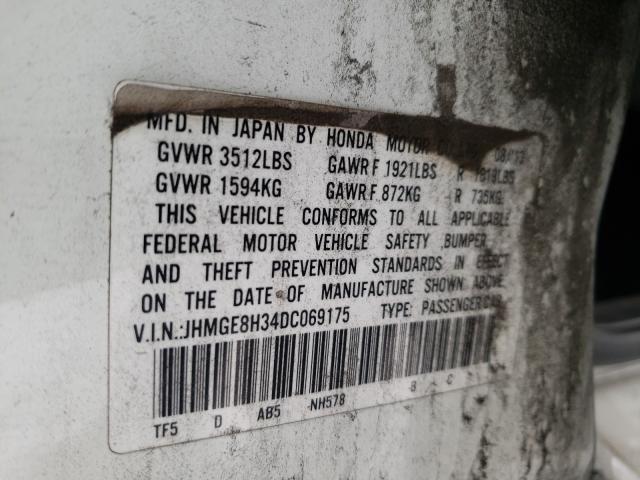 MFD. IN JAPAN BY HONDA MOTOR
GVWR 3512LBS GAWR F 1921LBS R LBS
GVWR 1594KG GAWR F 872KG R 735KG
THIS VEHICLE CONFORMS TO ALL APPLICABLE
FEDERAL MOTOR VEHICLE SAFETY, BUMPER,
AND THEFT PREVENTION STANDARDS IN EFFECT
ON THE DATE OF MANUFACTURE SHOWN ABOVE.
V.I.N.:JHMGE8H34DC069175 TYPE: PASSENGER CAR
TF5 D AB5 NH578 B - C